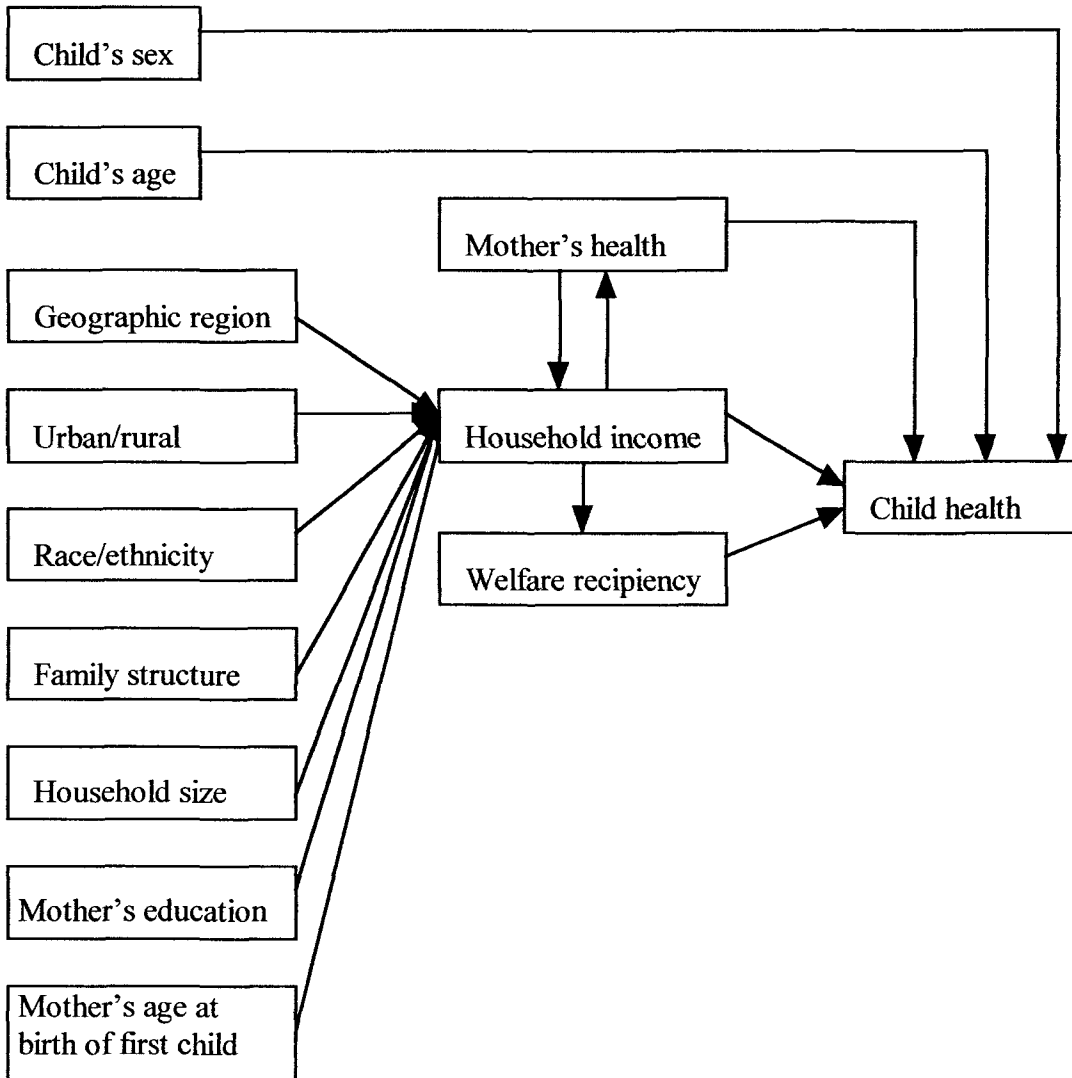 Child's sex
Child's age
Mother's health
Geographic region
Urban/rural
Household income
Child health
Race/ethnicity
Welfare recipiency
Family structure
Household size
Mother's education
Mother's age at
birth of first child